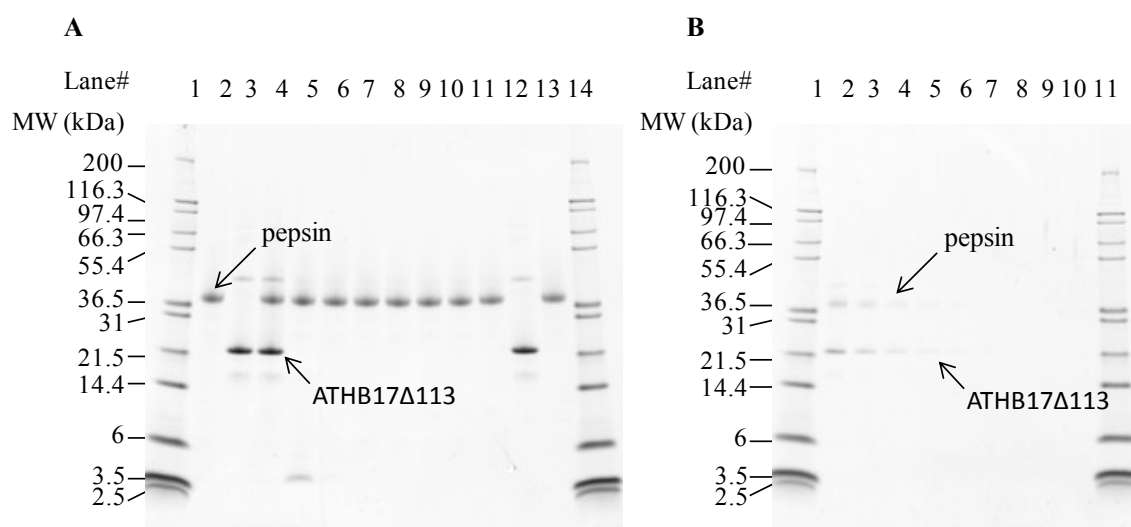 A
Lane# 1 2 3 4 5 6 7 8 9 10 11 12 13 14
MW (kDa)
200
116.3
97.4
66.3
55.4
36.5
31
21.5
14.4
6
3.5
2.5
pepsin
ATHB17Δ113
B
Lane# 1 2 3 4 5 6 7 8 9 10 11
MW (kDa)
200
116.3
97.4
66.3
55.4
36.5
31
21.5
14.4
6
3.5
2.5
pepsin
ATHB17Δ113